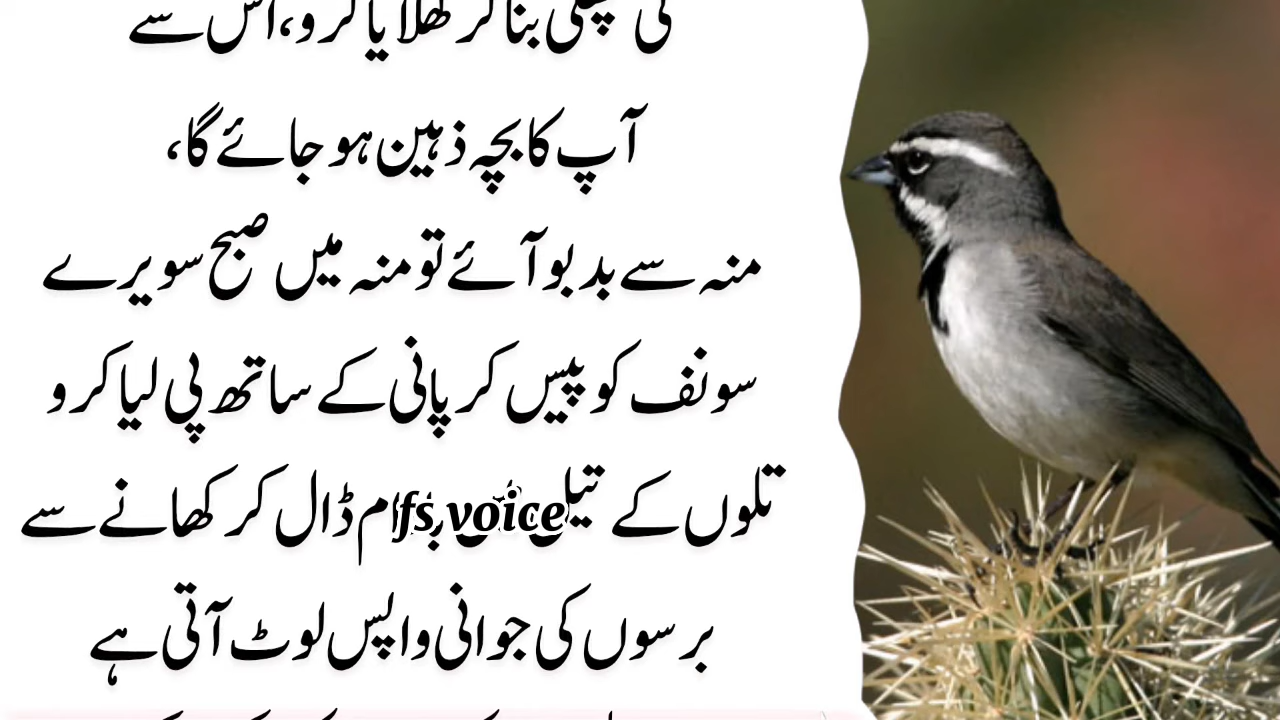 بنا کر کھلایا کرو، اس سے
آپ کا بچہ ذہین ہو جائے گا،
منہ سے بدبو آئے تو منہ میں صبح سویرے
سونف کو پیس کر پانی کے ساتھ پی لیا کرو
تلوں کے تیل میں بادام ڈال کر کھانے سے
fs voice
برسوں کی جوانی واپس لوٹ آتی ہے